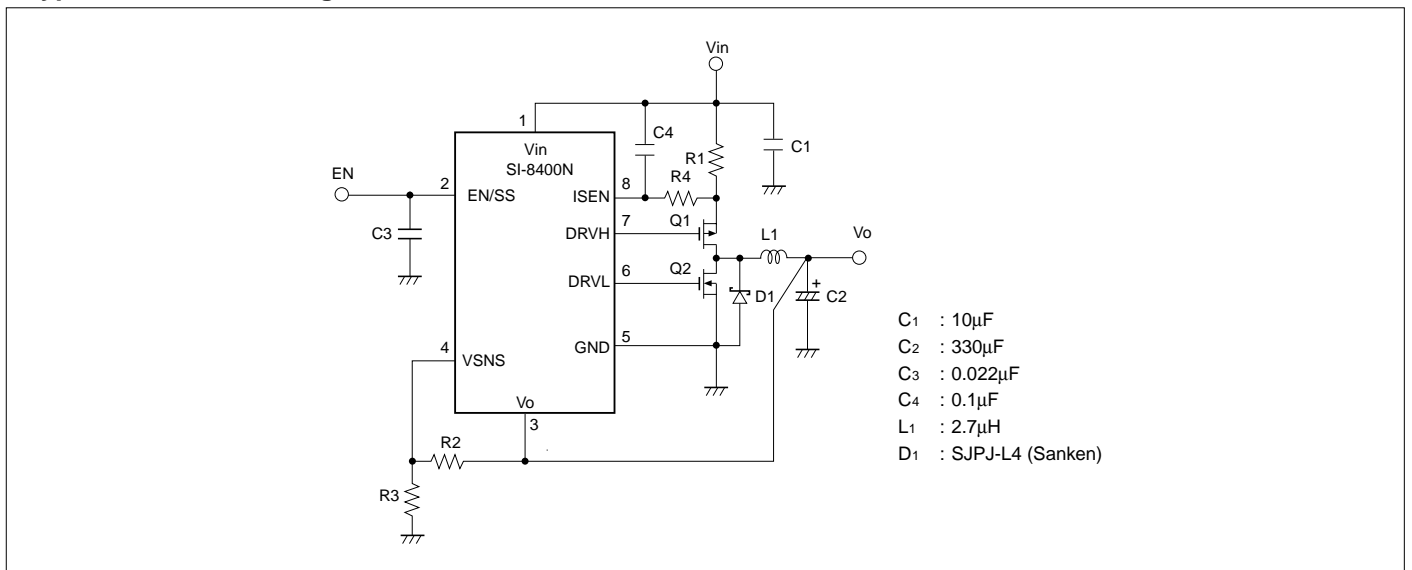 Vin
1
C4
C1
Vin
SI-8400N
R1
EN
2
EN/SS
ISEN
8
R4
C3
DRVH
7
Q1
L1
Vo
DRVL
6
Q2
D1
+
C2
GND
5
4
VSNS
Vo
3
R2
R3
C1 : 10μF
C2 : 330μF
C3 : 0.022μF
C4 : 0.1μF
L1 : 2.7μH
D1 : SJPJ-L4 (Sanken)